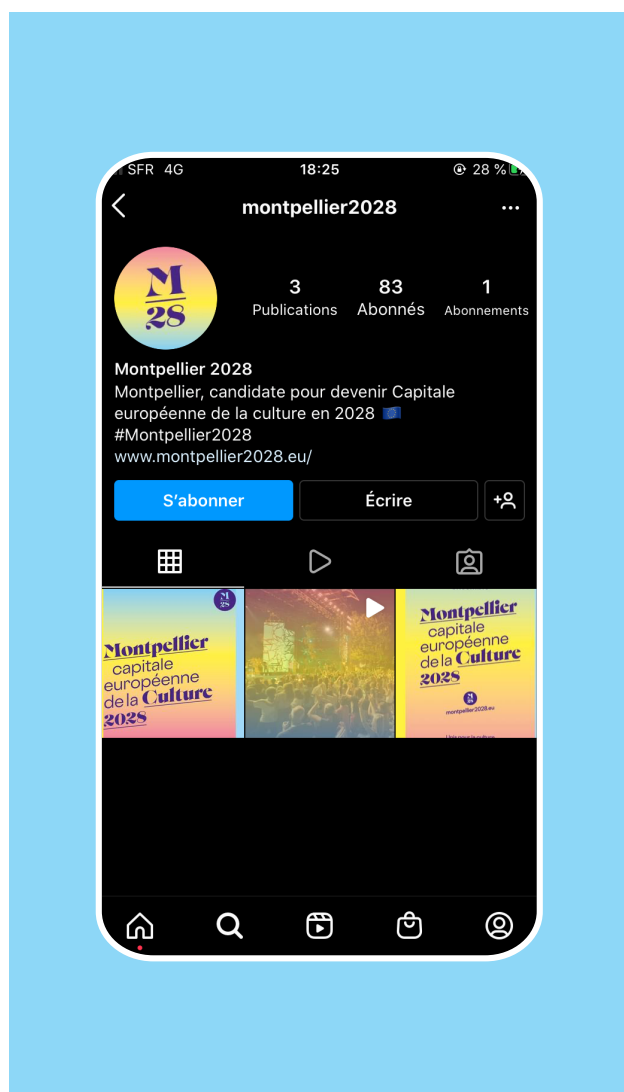 SFR 4G 18:25 28 %
montpellier2028
M
28
3 83 1
Publications Abonnés Abonnements
Montpellier 2028
Montpellier, candidate pour devenir Capitale
européenne de la culture en 2028
#Montpellier2028
www.montpellier2028.eu/
S'abonner Écrire
M
28
Montpellier
capitale
européenne
de la Culture
2028
Montpellier
capitale
européenne
de la Culture
2028
M
28
montpellier2028.eu